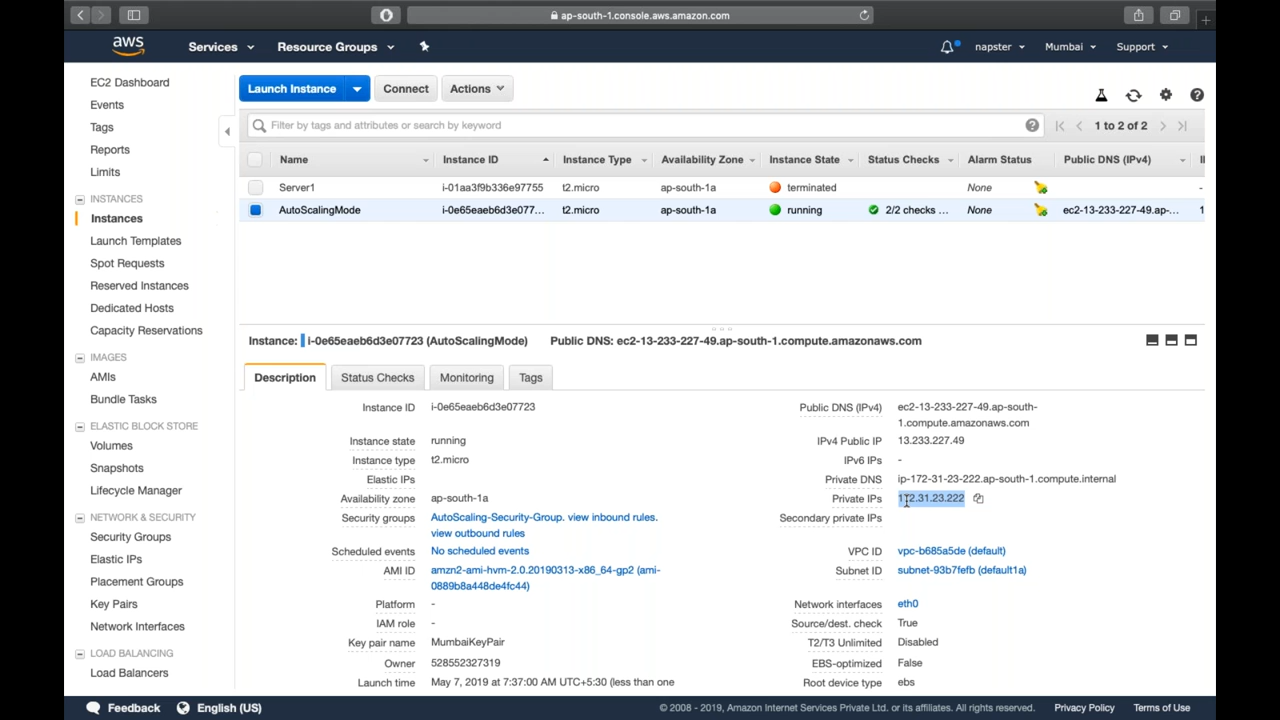 ap-south-1.console.aws.amazon.com
aws
Services
Resource Groups
napster
Mumbai
Support
EC2 Dashboard
Events
Tags
Reports
Limits
INSTANCES
Instances
Launch Templates
Spot Requests
Reserved Instances
Dedicated Hosts
Capacity Reservations
IMAGES
AMIs
Bundle Tasks
ELASTIC BLOCK STORE
Volumes
Snapshots
Lifecycle Manager
NETWORK & SECURITY
Security Groups
Elastic IPs
Placement Groups
Key Pairs
Network Interfaces
LOAD BALANCING
Load Balancers
Launch Instance
Connect
Actions
Filter by tags and attributes or search by keyword
1 to 2 of 2
Name Instance ID Instance Type Availability Zone Instance State Status Checks Alarm Status Public DNS (IPv4)
Server1 i-01aa3f9b336e97755 t2.micro ap-south-1a terminated None -
AutoScalingMode i-0e65eaeb6d3e077... t2.micro ap-south-1a running 2/2 checks ... None ec2-13-233-227-49.ap-... 1
Instance: i-0e65eaeb6d3e07723 (AutoScalingMode) Public DNS: ec2-13-233-227-49.ap-south-1.compute.amazonaws.com
Description Status Checks Monitoring Tags
Instance ID i-0e65eaeb6d3e07723
Instance state running
Instance type t2.micro
Elastic IPs
Availability zone ap-south-1a
Security groups AutoScaling-Security-Group. view inbound rules.
view outbound rules
Scheduled events No scheduled events
AMI ID amzn2-ami-hvm-2.0.20190313-x86_64-gp2 (ami-
0889b8a448de4fc44)
Platform -
IAM role -
Key pair name MumbaiKeyPair
Owner 528552327319
Launch time May 7, 2019 at 7:37:00 AM UTC+5:30 (less than one
Public DNS (IPv4) ec2-13-233-227-49.ap-south-
1.compute.amazonaws.com
IPv4 Public IP 13.233.227.49
IPv6 IPs -
Private DNS ip-172-31-23-222.ap-south-1.compute.internal
Private IPs 172.31.23.222
Secondary private IPs
VPC ID vpc-b685a5de (default)
Subnet ID subnet-93b7fefb (default1a)
Network interfaces eth0
Source/dest. check True
T2/T3 Unlimited Disabled
EBS-optimized False
Root device type ebs
Feedback
English (US)
© 2008 - 2019, Amazon Internet Services Private Ltd. or its affiliates. All rights reserved.
Privacy Policy
Terms of Use